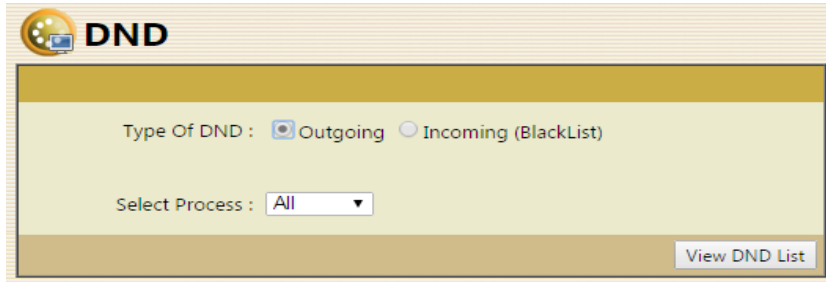 DND
Type Of DND : Outgoing Incoming (BlackList)
Select Process : All
View DND List